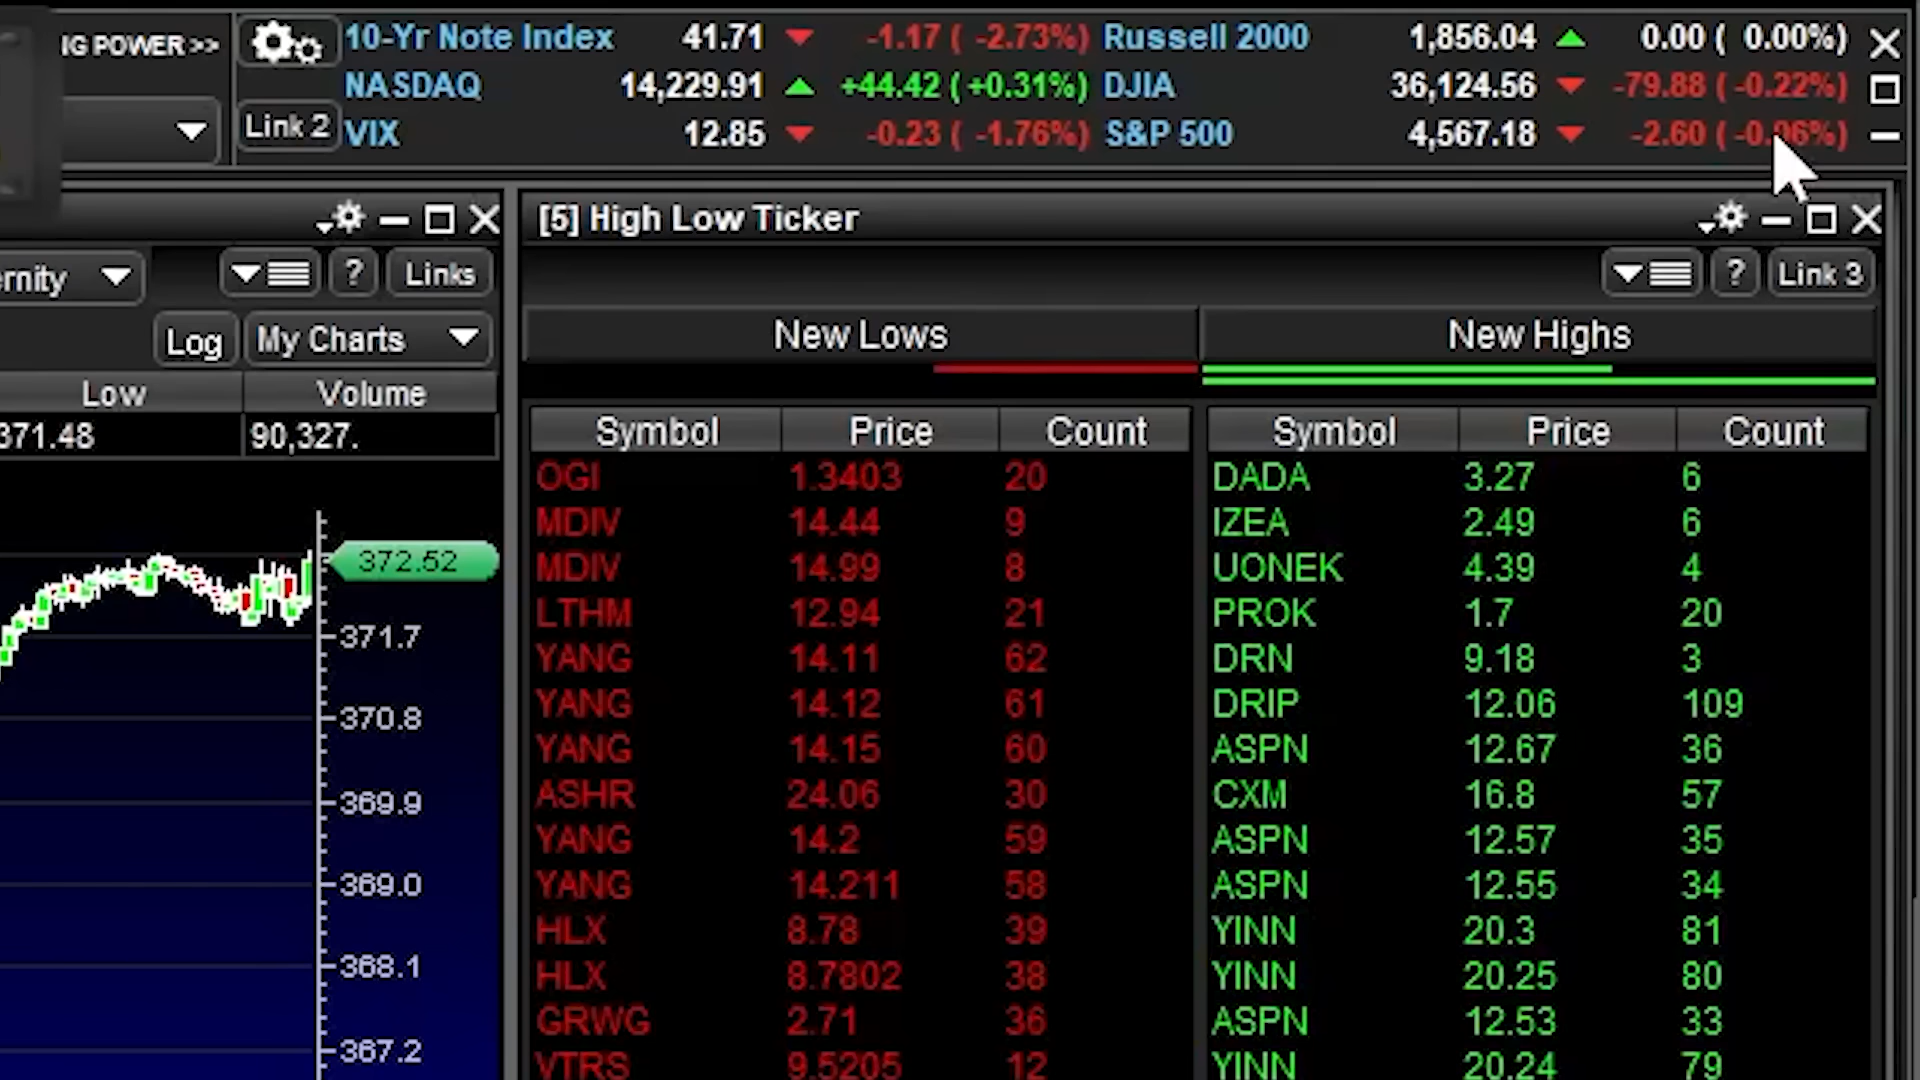 IG POWER >>
10-Yr Note Index 41.71 -1.17 ( -2.73%) Russell 2000 1,856.04 0.00 ( 0.00%)
NASDAQ 14,229.91 +44.42 ( +0.31%) DJIA 36,124.56 -79.88 ( -0.22%)
Link 2 VIX 12.85 -0.23 ( -1.76%) S&P 500 4,567.18 -2.60
[5] High Low Ticker
ernity ? Links
? Link 3
Log My Charts
New Lows New Highs
Low Volume
371.48 90,327.
Symbol Price Count Symbol Price Count
OGI 1.3403 20 DADA 3.27 6
MDIV 14.44 9 IZEA 2.49 6
372.52
MDIV 14.99 8 UONEK 4.39 4
371.7
LTHM 12.94 21 PROK 1.7 20
YANG 14.11 62 DRN 9.18 3
370.8
YANG 14.12 61 DRIP 12.06 109
YANG 14.15 60 ASPN 12.67 36
369.9
ASHR 24.06 30 CXM 16.8 57
YANG 14.2 59 ASPN 12.57 35
369.0
YANG 14.211 58 ASPN 12.55 34
HLX 8.78 39 YINN 20.3 81
368.1
HLX 8.7802 38 YINN 20.25 80
GRWG 2.71 36 ASPN 12.53 33
367.2
VTRS 9.5205 12 YINN 20.24 79